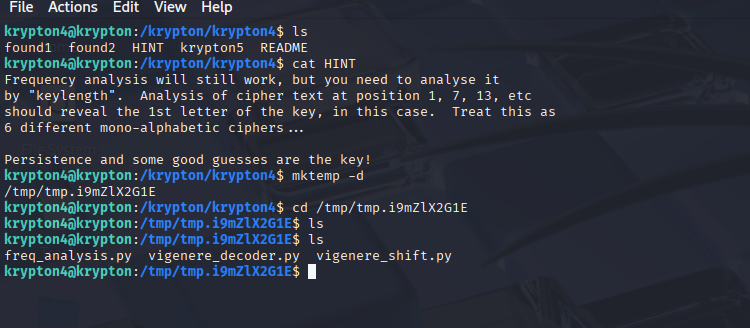 File Actions Edit View Help
krypton4@krypton:/krypton/krypton4$ ls
found1  found2  HINT  krypton5  README
krypton4@krypton:/krypton/krypton4$ cat HINT
Frequency analysis will still work, but you need to analyse it
by "keylength".  Analysis of cipher text at position 1, 7, 13, etc
should reveal the 1st letter of the key, in this case.  Treat this as
6 different mono-alphabetic ciphers...

Persistence and some good guesses are the key!
krypton4@krypton:/krypton/krypton4$ mktemp -d
/tmp/tmp.i9mZlX2G1E
krypton4@krypton:/krypton/krypton4$ cd /tmp/tmp.i9mZlX2G1E
krypton4@krypton:/tmp/tmp.i9mZlX2G1E$ ls
krypton4@krypton:/tmp/tmp.i9mZlX2G1E$ ls
freq_analysis.py  vigenere_decoder.py  vigenere_shift.py
krypton4@krypton:/tmp/tmp.i9mZlX2G1E$